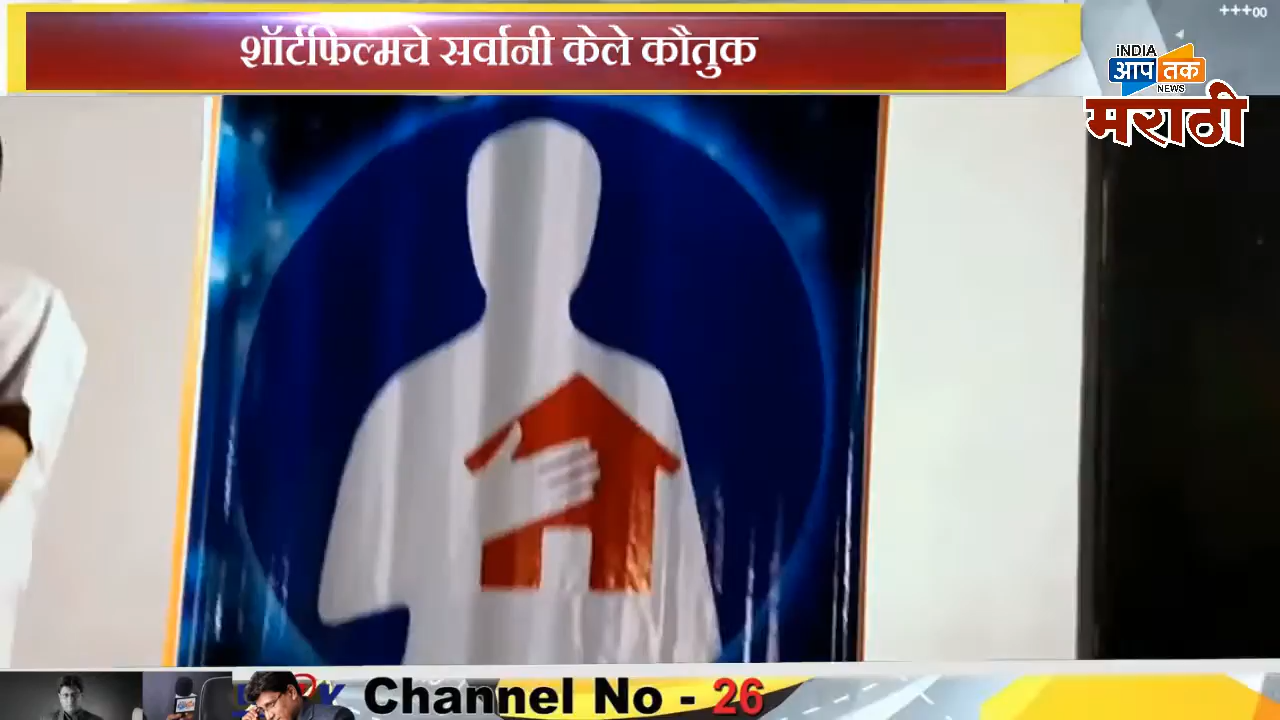 शॉर्टफिल्मचे सर्वांनी केले कौतुक
+++00
INDIA
आप तक
NEWS
मराठी
Channel No - 26